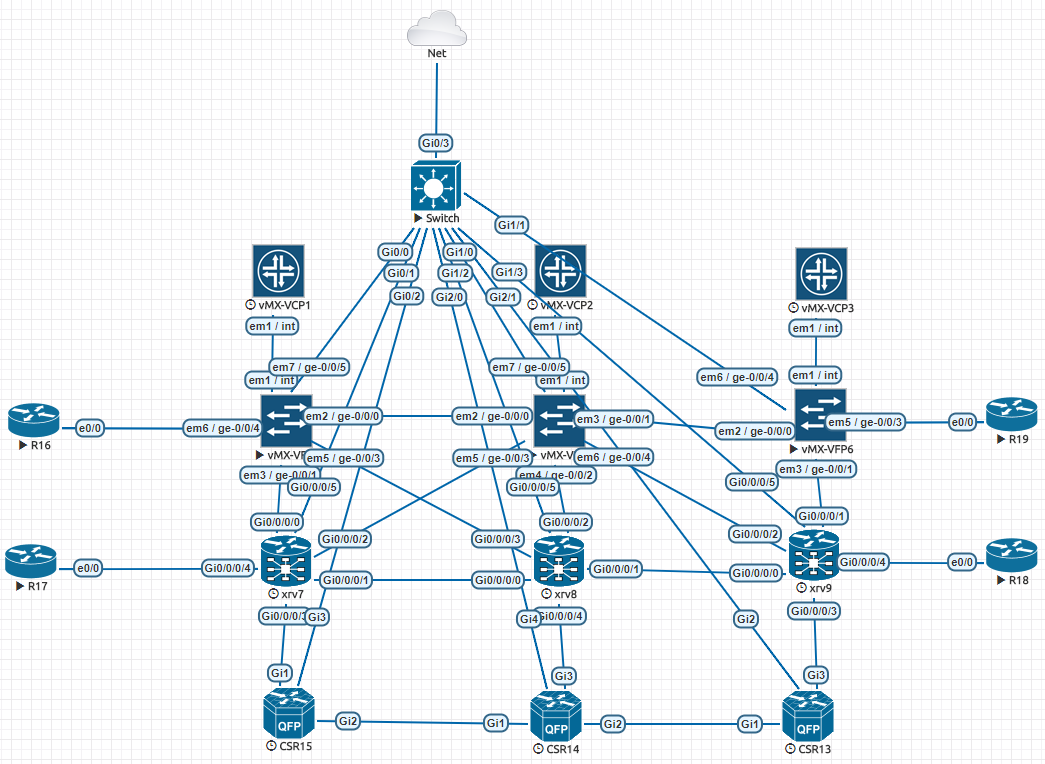 Net
Gi0/3
Switch
Gi1/1
Gi0/0
Gi1/0
Gi0/1
Gi1/2
Gi1/3
Gi0/2
Gi2/0
Gi2/1
vMX-VCP1
vMX-VCP2
vMX-VCP3
em1 / int
em1 / int
em1 / int
em7 / ge-0/0/5
em7 / ge-0/0/5
em1 / int
em1 / int
em1 / int
em6 / ge-0/0/4
R16
e0/0
em6 / ge-0/0/4
em2 / ge-0/0/0
em2 / ge-0/0/0
em3 / ge-0/0/1
em2 / ge-0/0/0
em5 / ge-0/0/3
e0/0
R19
vMX-VF
em5 / ge-0/0/3
em5 / ge-0/0/3
vMX-V
em6 / ge-0/0/4
vMX-VFP6
em3 / ge-0/0/1
em4 / ge-0/0/2
em3 / ge-0/0/1
Gi0/0/0/5
Gi0/0/0/5
Gi0/0/0/5
Gi0/0/0/0
Gi0/0/0/2
Gi0/0/0/1
Gi0/0/0/2
Gi0/0/0/3
Gi0/0/0/2
R17
e0/0
Gi0/0/0/4
Gi0/0/0/1
Gi0/0/0/0
Gi0/0/0/1
Gi0/0/0/0
Gi0/0/0/4
e0/0
R18
xrv7
xrv8
xrv9
Gi0/0/0/3
Gi3
Gi4
Gi0/0/0/4
Gi2
Gi0/0/0/3
Gi1
Gi3
Gi3
Gi2
Gi1
Gi2
Gi1
QFP
QFP
QFP
CSR15
CSR14
CSR13